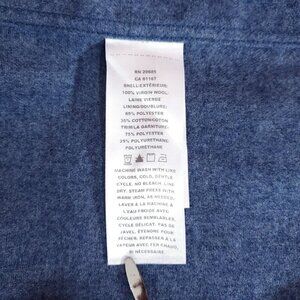 RN 20685
CA 01107
SHELL/EXTÉRIEUR:
100% VIRGIN WOOL/
LAINE VIERGE
LINING/DOUBLURE:
65% POLYESTER
35% COTTON/COTON
TRIM/LA GARNITURE:
75% POLYESTER
25% POLYURETHANE/
POLYURÉTHANE
MACHINE WASH WITH LIKE
COLORS, COLD, GENTLE
CYCLE. NO BLEACH. LINE
DRY. STEAM PRESS WITH
WARM IRON, AS NEEDED.
LAVER À LA MACHINE À
L'EAU FROIDE AVEC
COULEURS SEMBLABLES,
CYCLE DÉLICAT. PAS DE
JAVEL. ÉTENDRE POUR
SÉCHER. REPASSER À LA
VAPEUR AVEC FER CHAUD,
SI NÉCESSAIRE